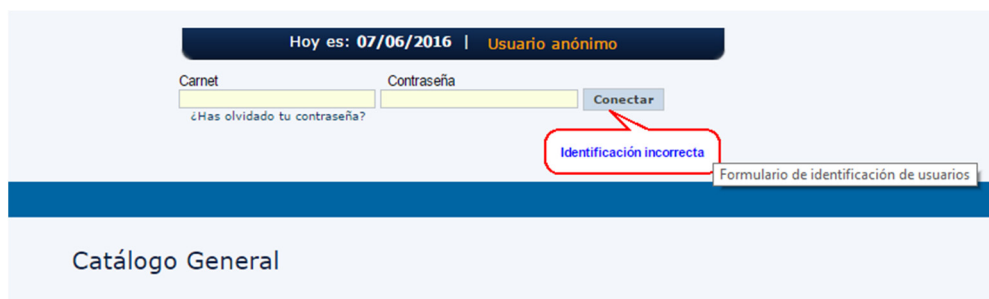 Hoy es: 07/06/2016 | Usuario anónimo
Carnet Contraseña
Conectar
¿Has olvidado tu contraseña?
Identificación incorrecta
Formulario de identificación de usuarios
Catálogo General